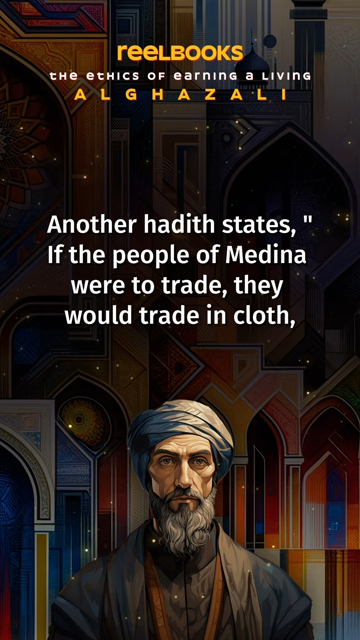 reelBOOKS
the ethics of earning a living
ALGHAZALI
Another hadith states, "
If the people of Medina
were to trade, they
would trade in cloth,